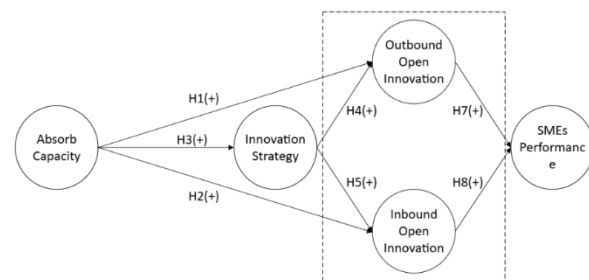 Outbound
Open
Innovation
H1(+)
H4(+)
H7(+)
Absorb
Capacity
H3(+)
Innovation
Strategy
SMEs
Performanc
e
H5(+)
H8(+)
H2(+)
Inbound
Open
Innovation